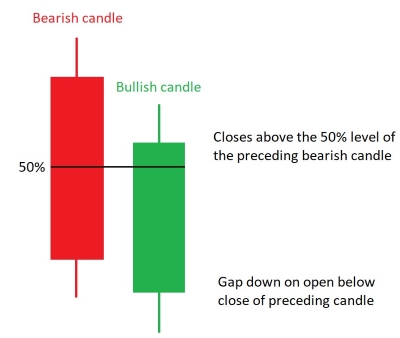 Bearish candle
Bullish candle
Closes above the 50% level of
the preceding bearish candle
50%
Gap down on open below
close of preceding candle